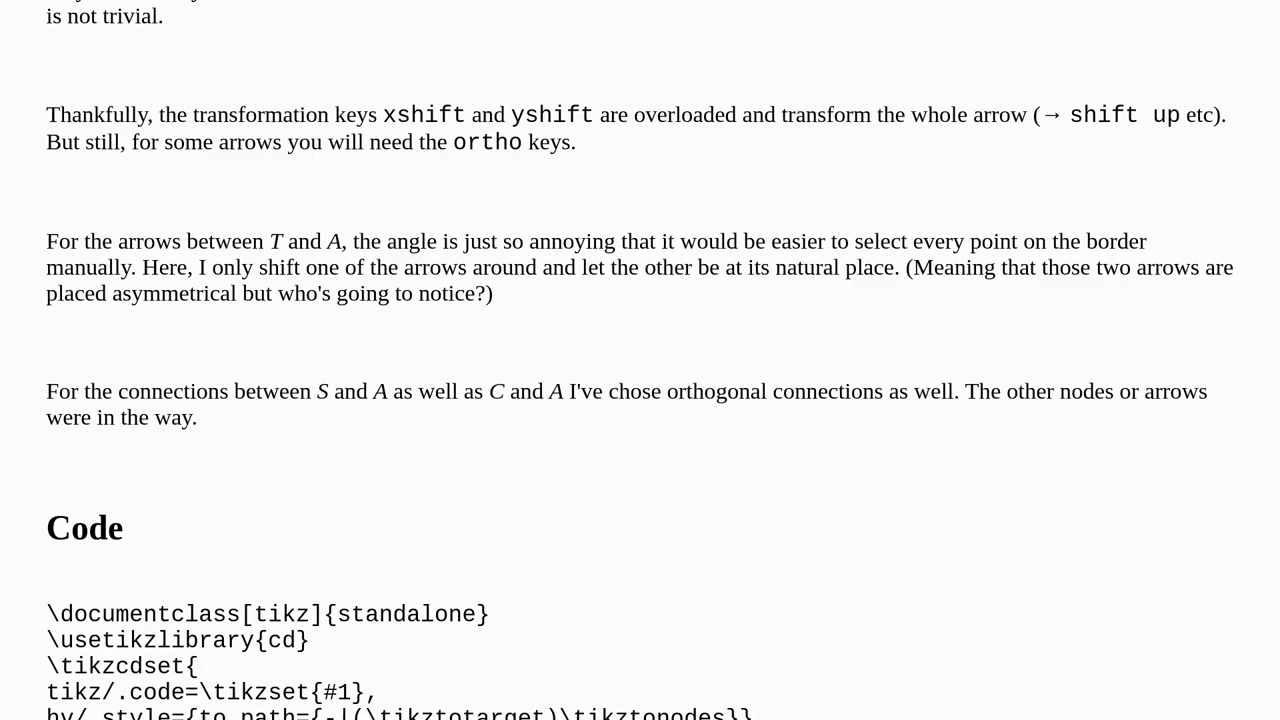 is not trivial.
Thankfully, the transformation keys xshift and yshift are overloaded and transform the whole arrow (→ shift up etc).
But still, for some arrows you will need the ortho keys.
For the arrows between T and A, the angle is just so annoying that it would be easier to select every point on the border
manually. Here, I only shift one of the arrows around and let the other be at its natural place. (Meaning that those two arrows are
placed asymmetrical but who's going to notice?)
For the connections between S and A as well as C and A I've chose orthogonal connections as well. The other nodes or arrows
were in the way.
Code
\documentclass[tikz]{standalone}
\usetikzlibrary{cd}
\tikzcdset{
tikz/.code=\tikzset{#1},
hv/.style={to path={-|(\tikztotarget)\tikztonodes}},